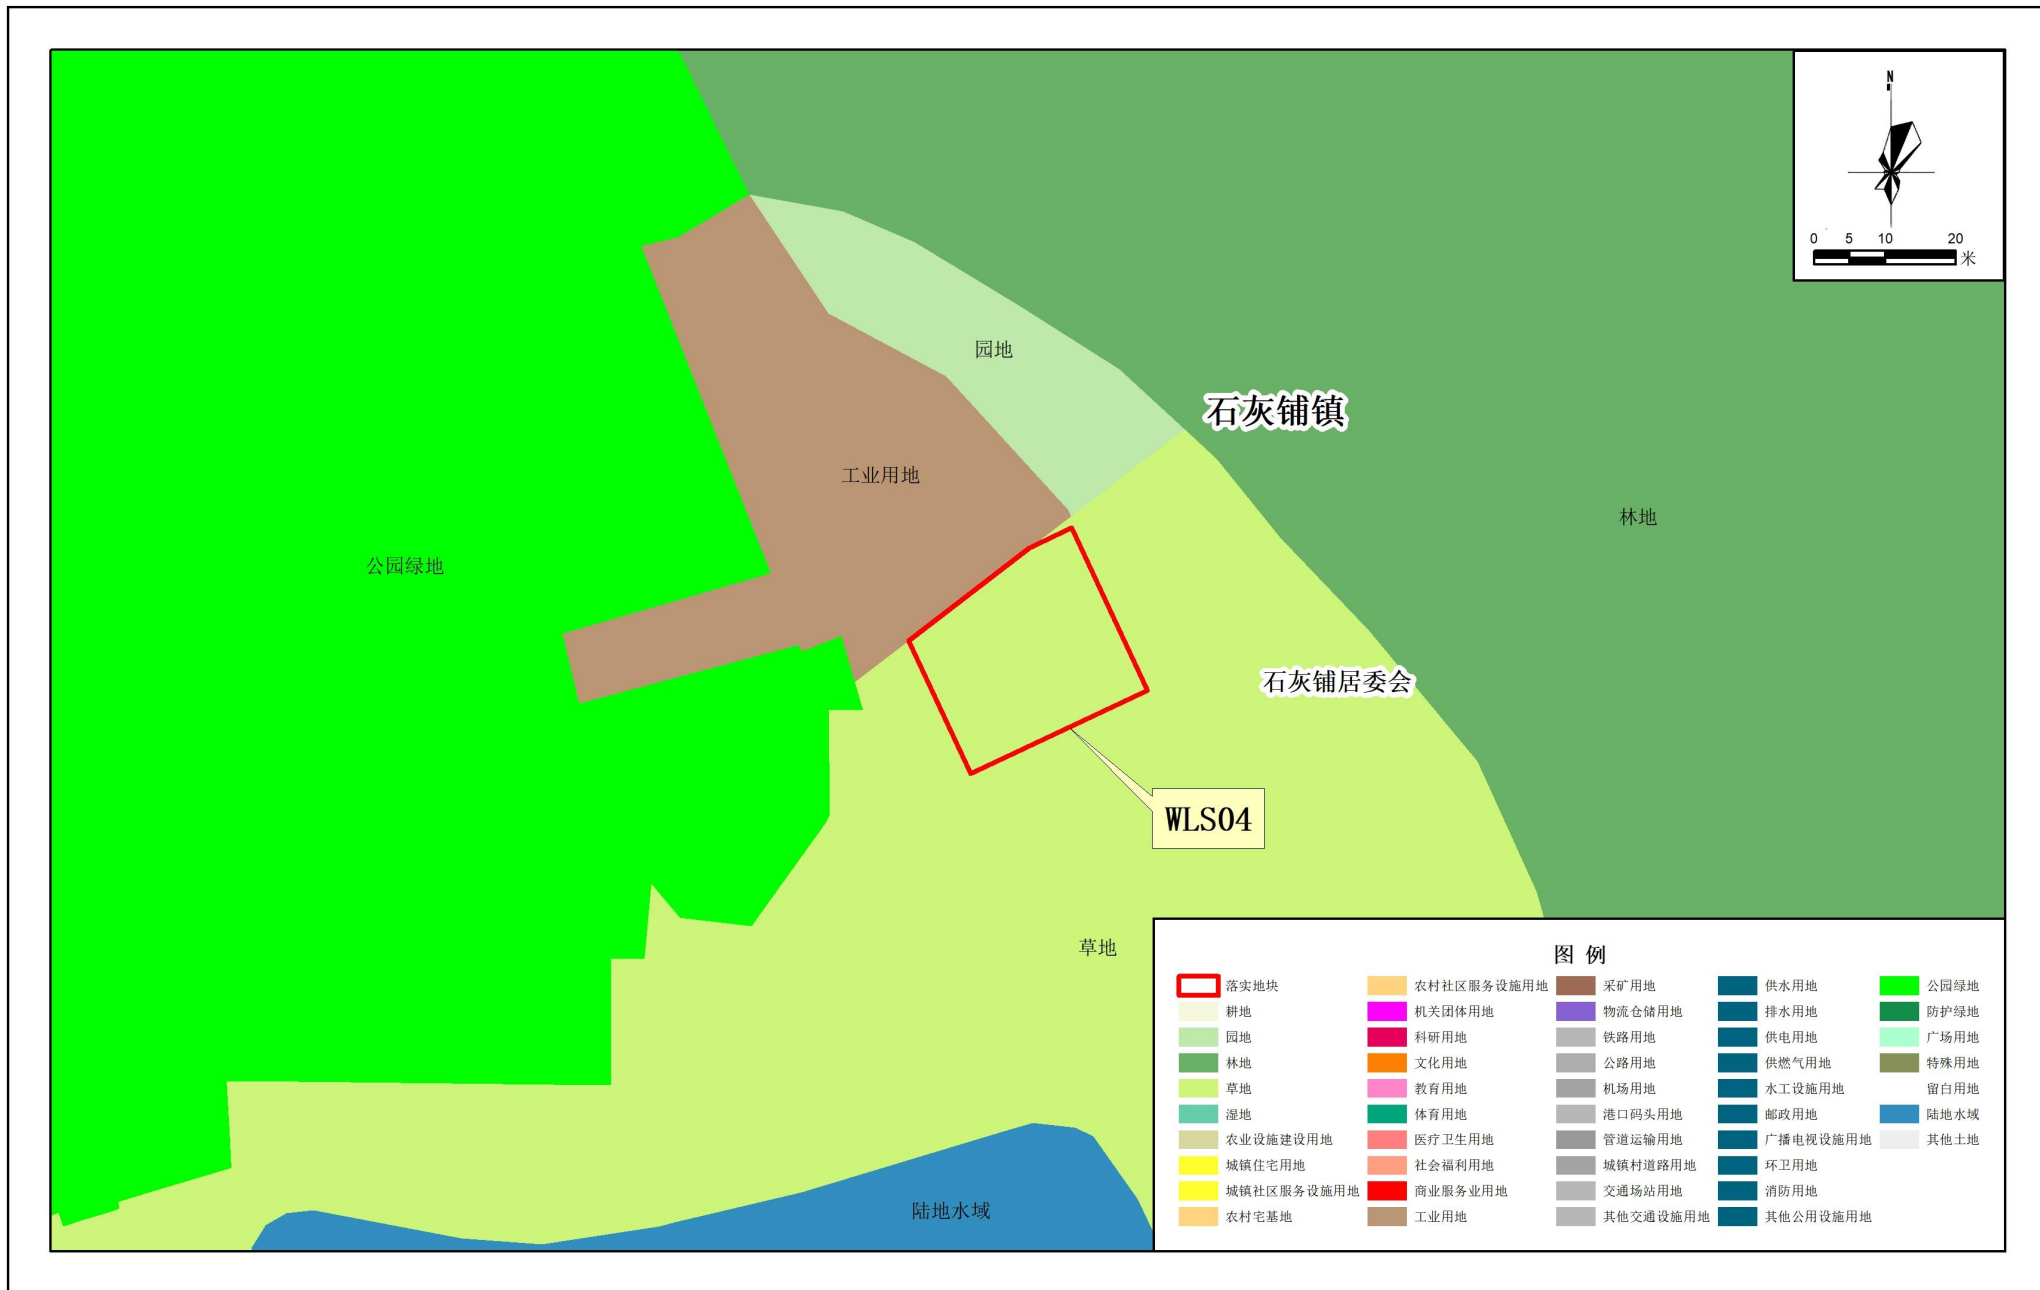 N
0 5 10 20
米
园地
石灰铺镇
工业用地
林地
公园绿地
石灰铺居委会
WLS04
草地
陆地水域
图 例
落实地块
耕地
园地
林地
草地
湿地
农业设施建设用地
城镇住宅用地
城镇社区服务设施用地
农村宅基地
农村社区服务设施用地
机关团体用地
科研用地
文化用地
教育用地
体育用地
医疗卫生用地
社会福利用地
商业服务业用地
工业用地
采矿用地
物流仓储用地
铁路用地
公路用地
机场用地
港口码头用地
管道运输用地
城镇村道路用地
交通场站用地
其他交通设施用地
供水用地
排水用地
供电用地
供燃气用地
水工设施用地
邮政用地
广播电视设施用地
环卫用地
消防用地
其他公用设施用地
公园绿地
防护绿地
广场用地
特殊用地
留白用地
陆地水域
其他土地